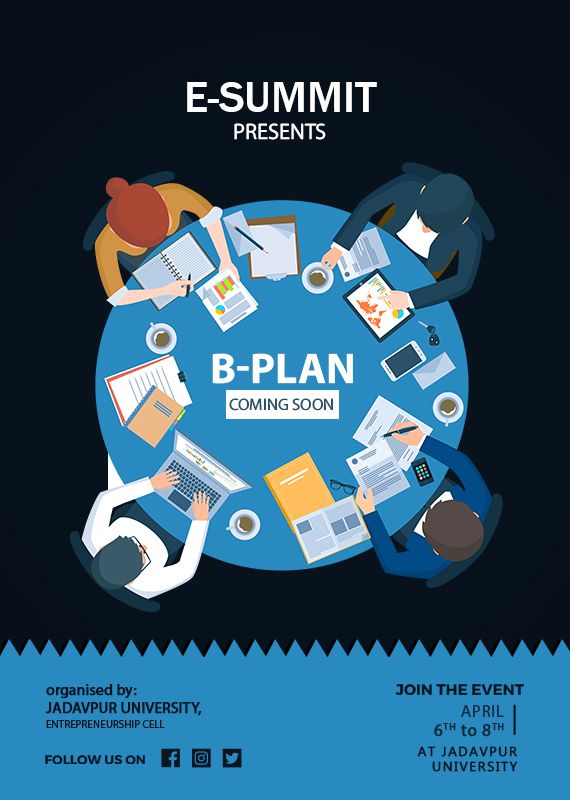 E-SUMMIT
PRESENTS
B-PLAN
COMING SOON
organised by:
JADAVPUR UNIVERSITY,
ENTREPRENEURSHIP CELL
FOLLOW US ON
JOIN THE EVENT
APRIL
6TH to 8TH
AT JADAVPUR
UNIVERSITY